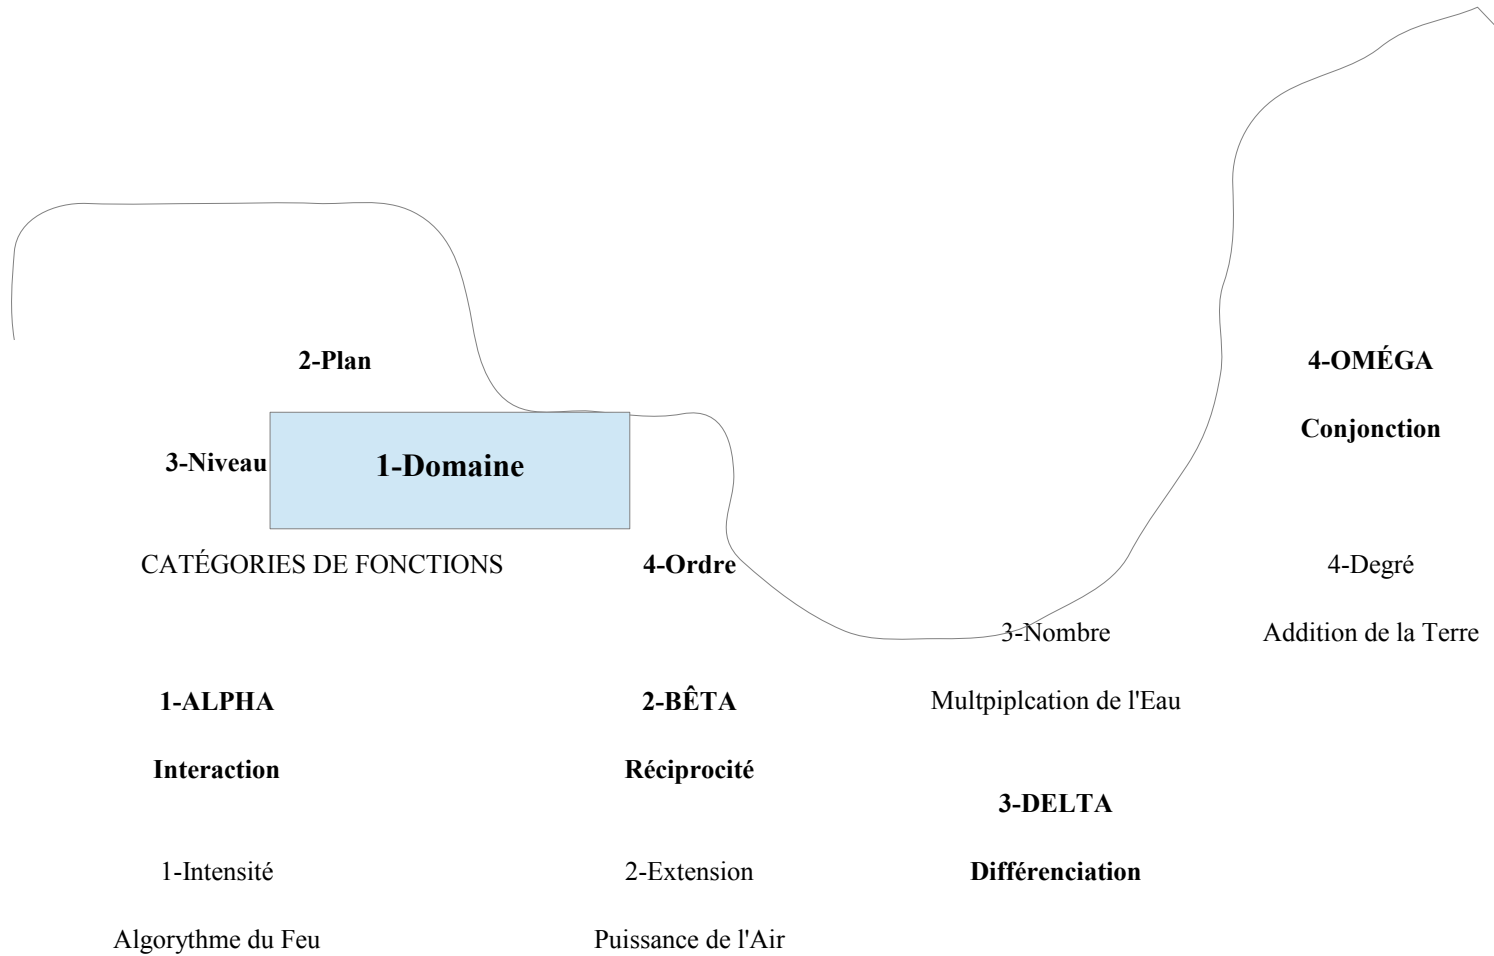 2-Plan
4-OMÉGA
Conjonction
3-Niveau
1-Domaine
CATÉGORIES DE FONCTIONS
4-Ordre
4-Degré
3-Nombre
Addition de la Terre
1-ALPHA
2-BÊTA
Multpiplcation de l'Eau
Interaction
Réciprocité
3-DELTA
1-Intensité
2-Extension
Différenciation
Algorythme du Feu
Puissance de l'Air